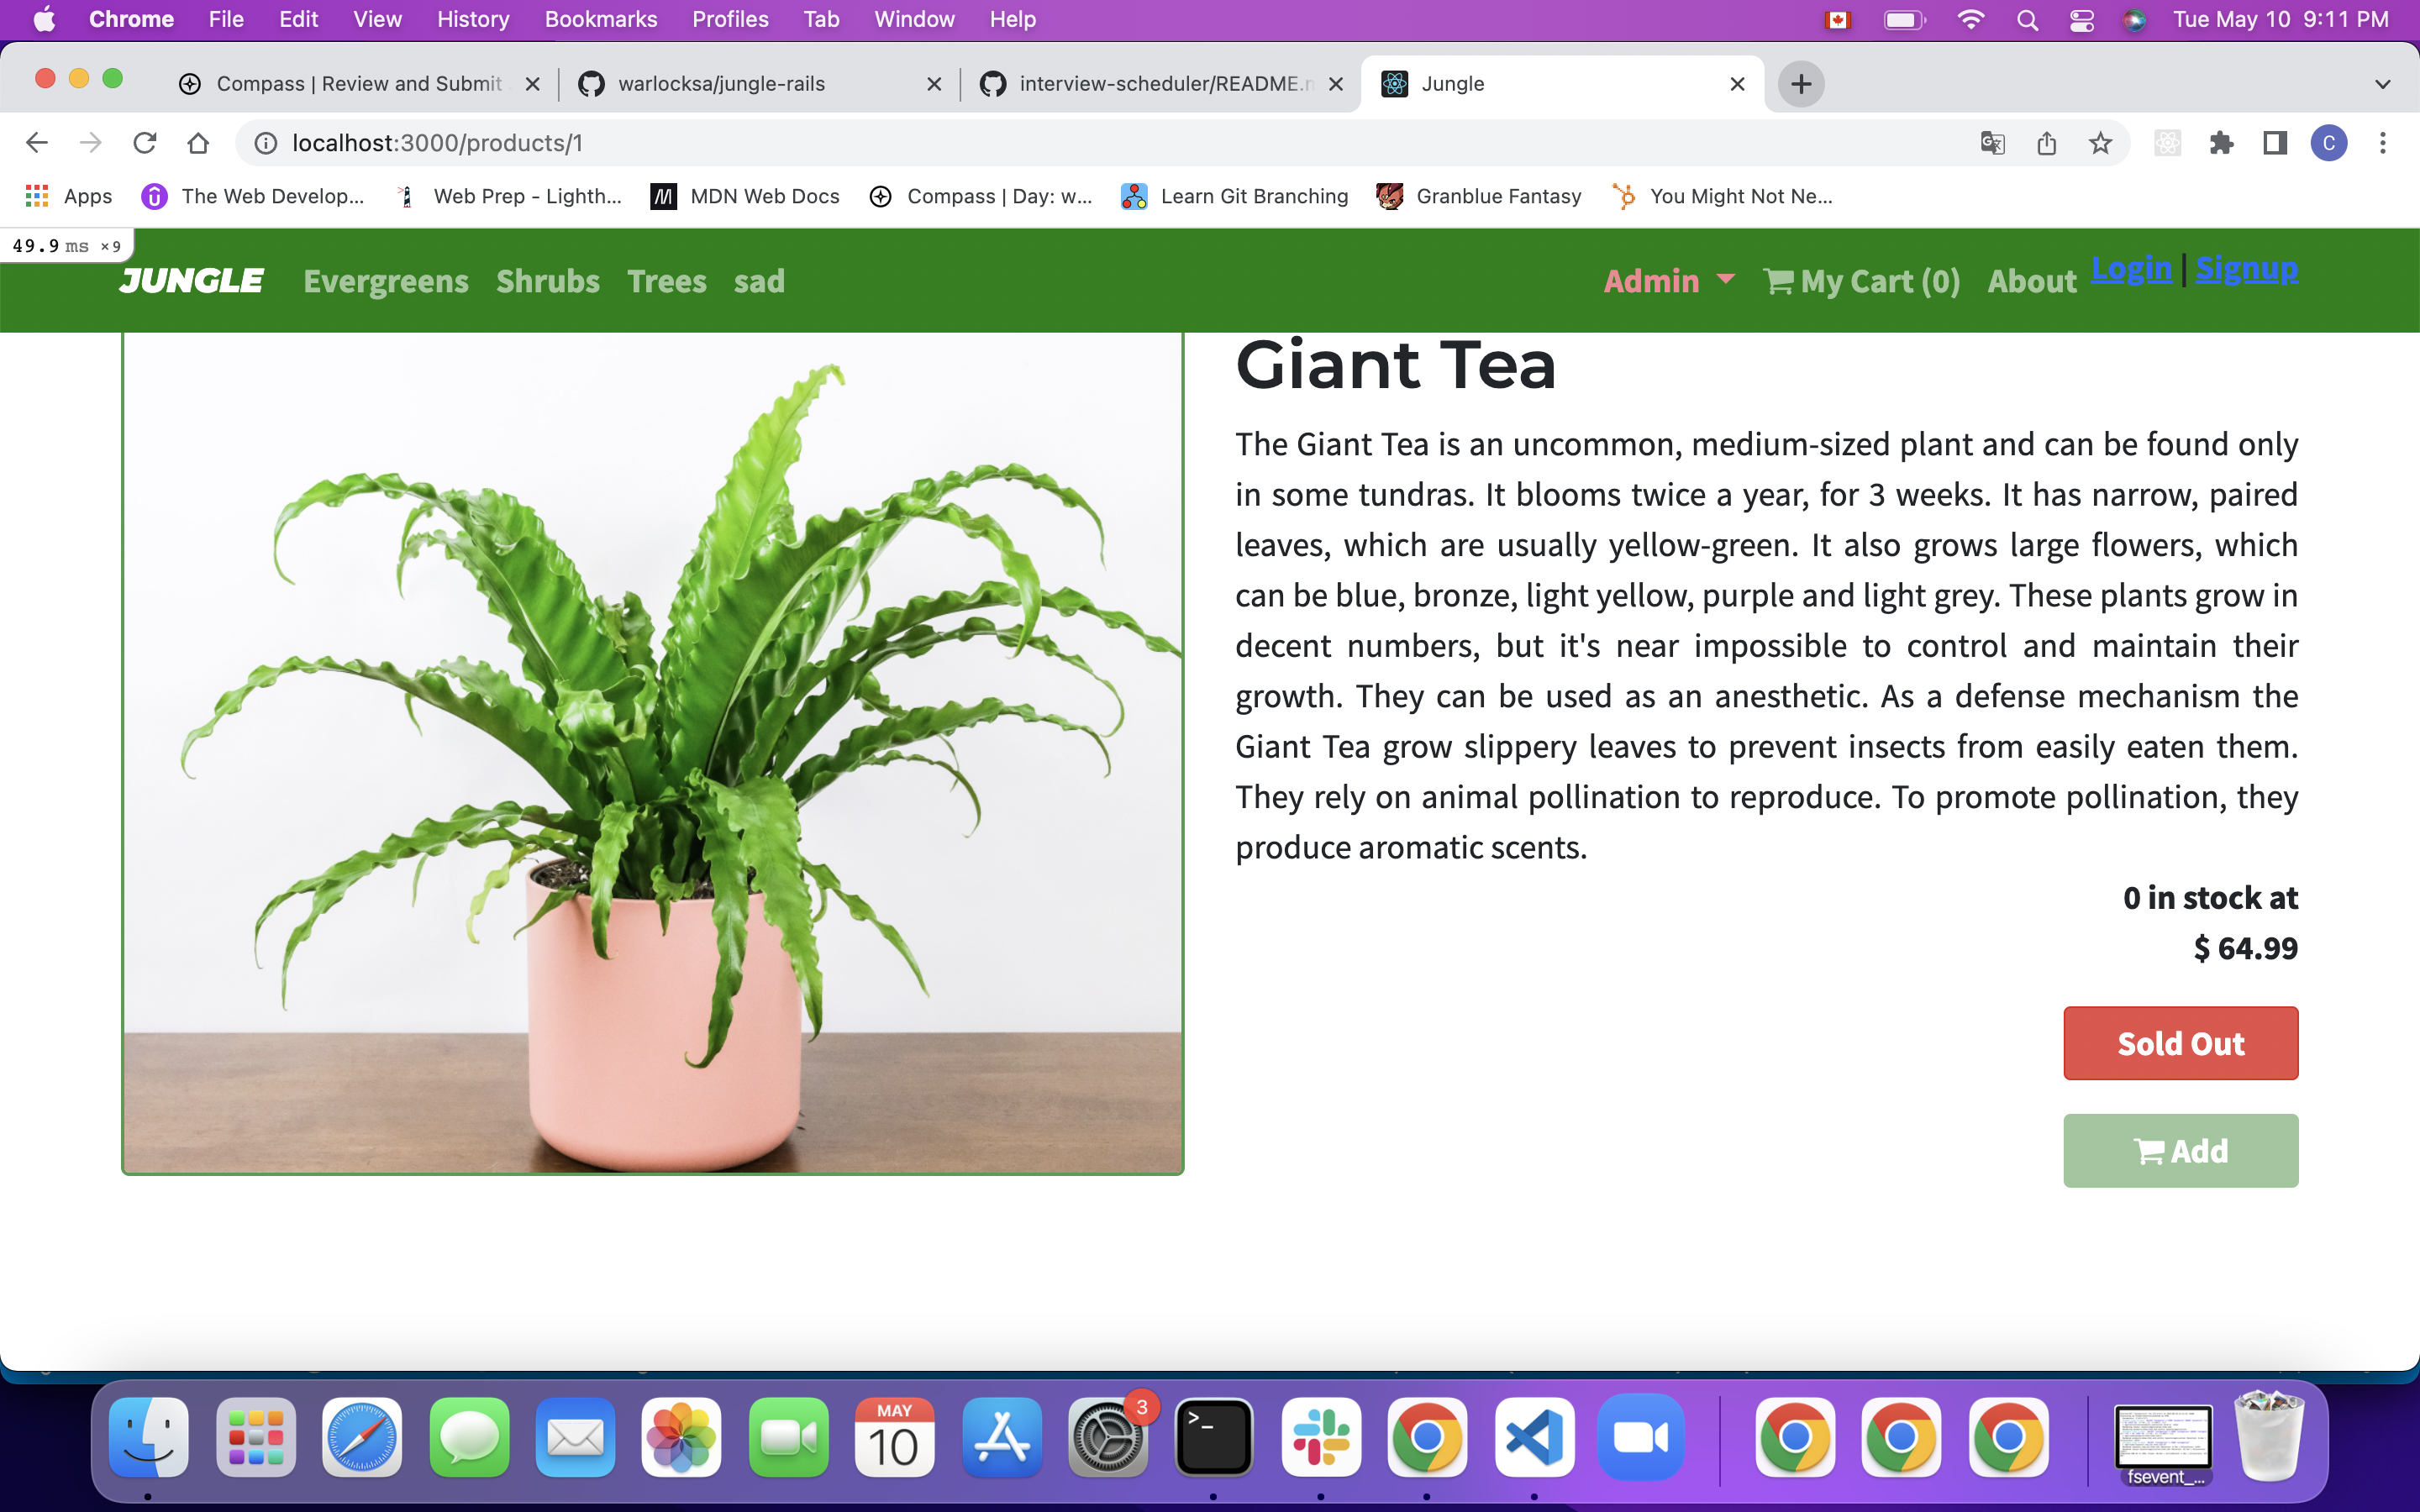 Chrome File Edit View History Bookmarks Profiles Tab Window Help Tue May 10 9:11 PM
Compass | Review and Submit warlocksa/jungle-rails interview-scheduler/README.m Jungle
localhost:3000/products/1 C
Apps The Web Develop... Web Prep - Lighth... MDN Web Docs Compass | Day: w... Learn Git Branching Granblue Fantasy You Might Not Ne...
49.9 ms ×9
JUNGLE Evergreens Shrubs Trees sad Admin My Cart (0) About Login | Signup
Giant Tea
The Giant Tea is an uncommon, medium-sized plant and can be found only
in some tundras. It blooms twice a year, for 3 weeks. It has narrow, paired
leaves, which are usually yellow-green. It also grows large flowers, which
can be blue, bronze, light yellow, purple and light grey. These plants grow in
decent numbers, but it's near impossible to control and maintain their
growth. They can be used as an anesthetic. As a defense mechanism the
Giant Tea grow slippery leaves to prevent insects from easily eaten them.
They rely on animal pollination to reproduce. To promote pollination, they
produce aromatic scents.
0 in stock at
$ 64.99
Sold Out
Add
MAY
10
3
fsevent_...